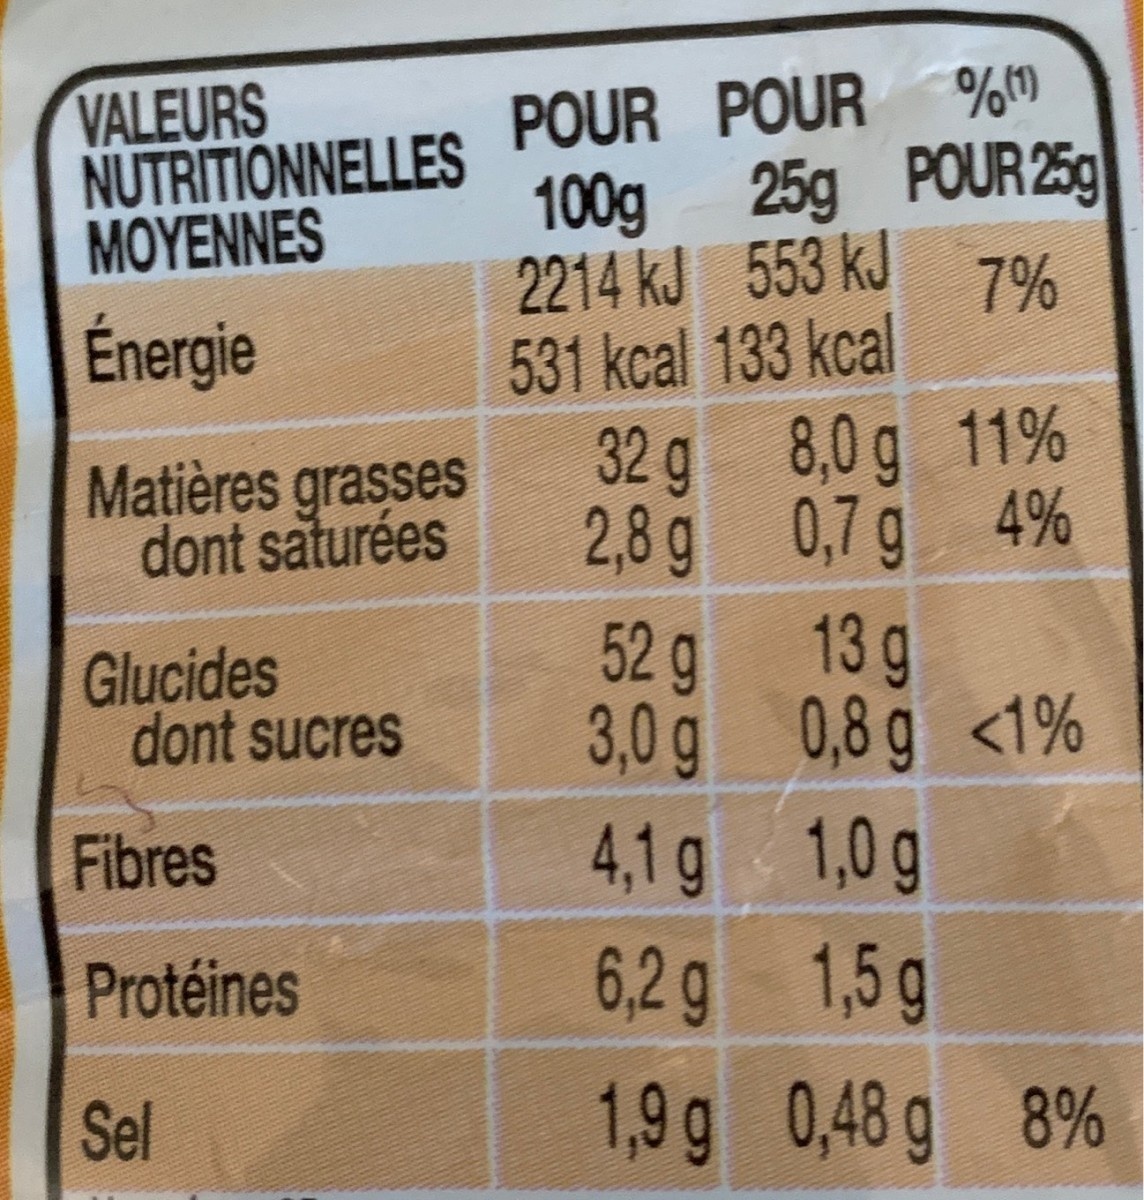 VALEURS NUTRITIONNELLES MOYENNES POUR 100g POUR 25g %(1) POUR 25g
Énergie 2214 kJ 553 kJ 7%
531 kcal 133 kcal
Matières grasses 32 g 8,0 g 11%
dont saturées 2,8 g 0,7 g 4%
Glucides 52 g 13 g
dont sucres 3,0 g 0,8 g <1%
Fibres 4,1 g 1,0 g
Protéines 6,2 g 1,5 g
Sel 1,9 g 0,48 g 8%